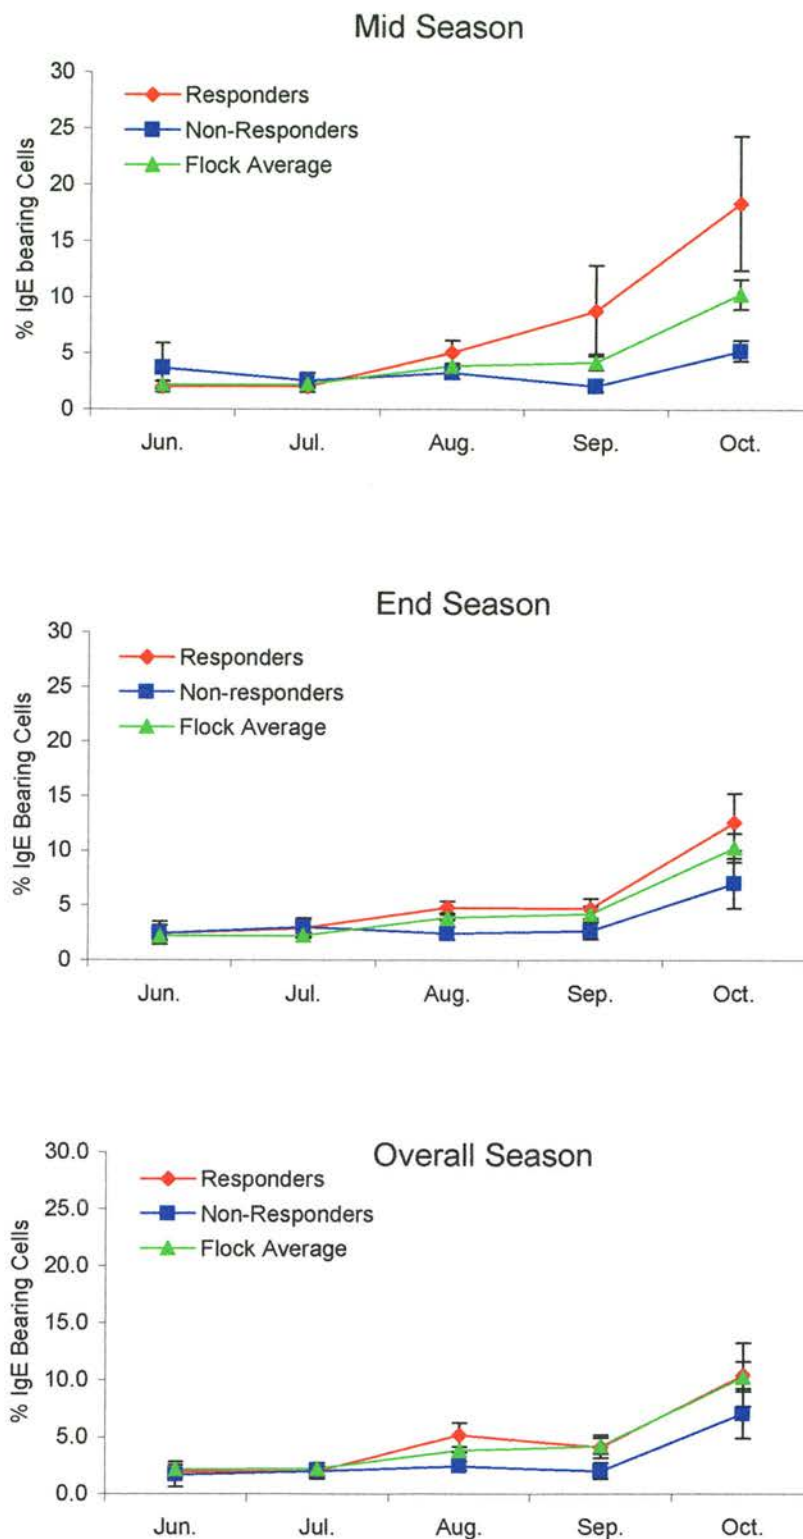 Mid Season
30
25
20
15
10
5
0
% IgE bearing Cells
Responders
Non-Responders
Flock Average
Jun. Jul. Aug. Sep. Oct.
End Season
30
25
20
15
10
5
0
% IgE Bearing Cells
Responders
Non-responders
Flock Average
Jun. Jul. Aug. Sep. Oct.
Overall Season
30.0
25.0
20.0
15.0
10.0
5.0
0.0
% IgE Bearing Cells
Responders
Non-Responders
Flock Average
Jun. Jul. Aug. Sep. Oct.